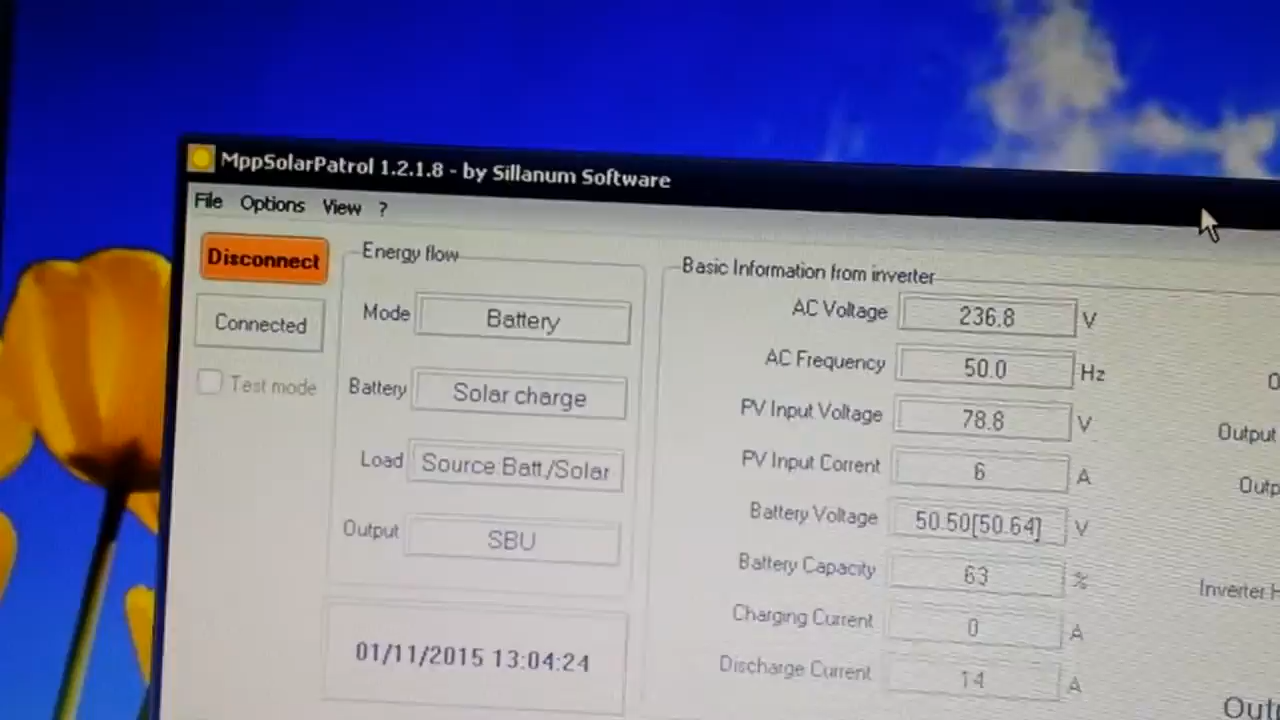 MppSolarPatrol 1.2.1.8 - by Sillanum Software
File Options View ?
Disconnect
Connected
Test mode
Energy flow
Mode Battery
Battery Solar charge
Load Source Batt./Solar
Output SBU
01/11/2015 13:04:24
Basic Information from inverter
AC Voltage 236.8 V
AC Frequency 50.0 Hz
PV Input Voltage 78.8 V
PV Input Current 6 A
Battery Voltage 50.50[50.64] V
Battery Capacity 63 %
Charging Current 0 A
Discharge Current 14 A
Output
Inverter